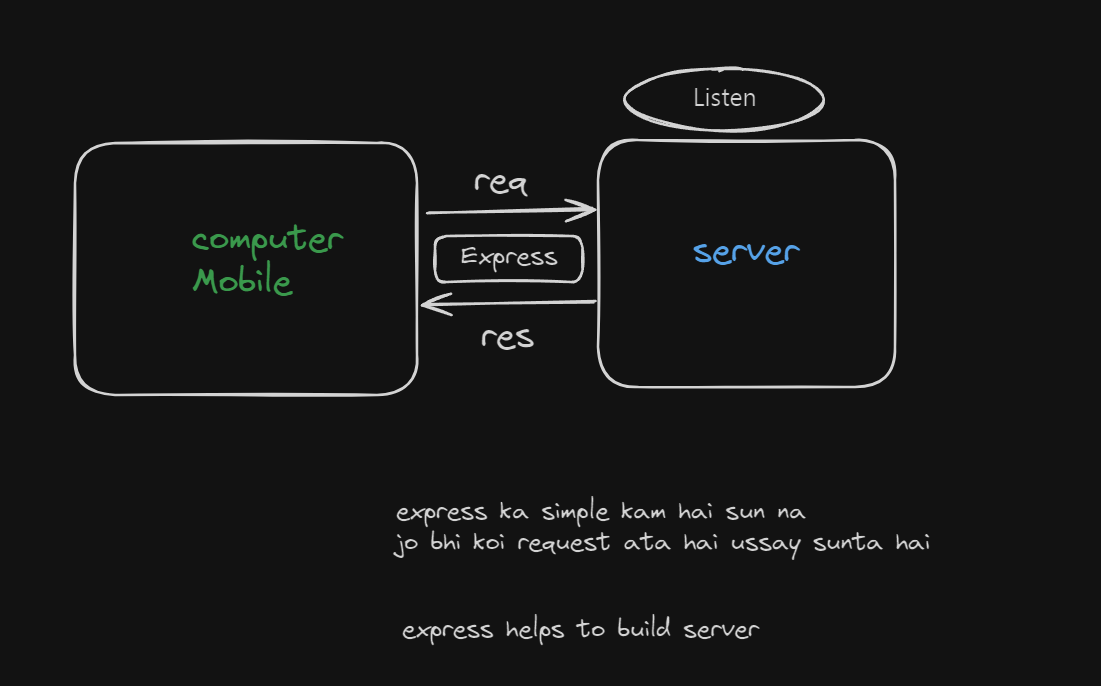 Listen
req
computer
Mobile
Express
server
res
express ka simple kam hai sun na
jo bhi koi request ata hai ussay sunta hai
express helps to build server